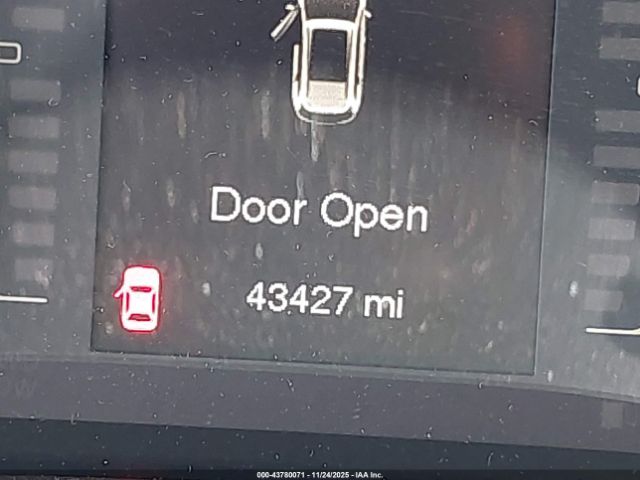 Door Open
43427 mi
000-43780071 - 11/24/2025 - IAA Inc.